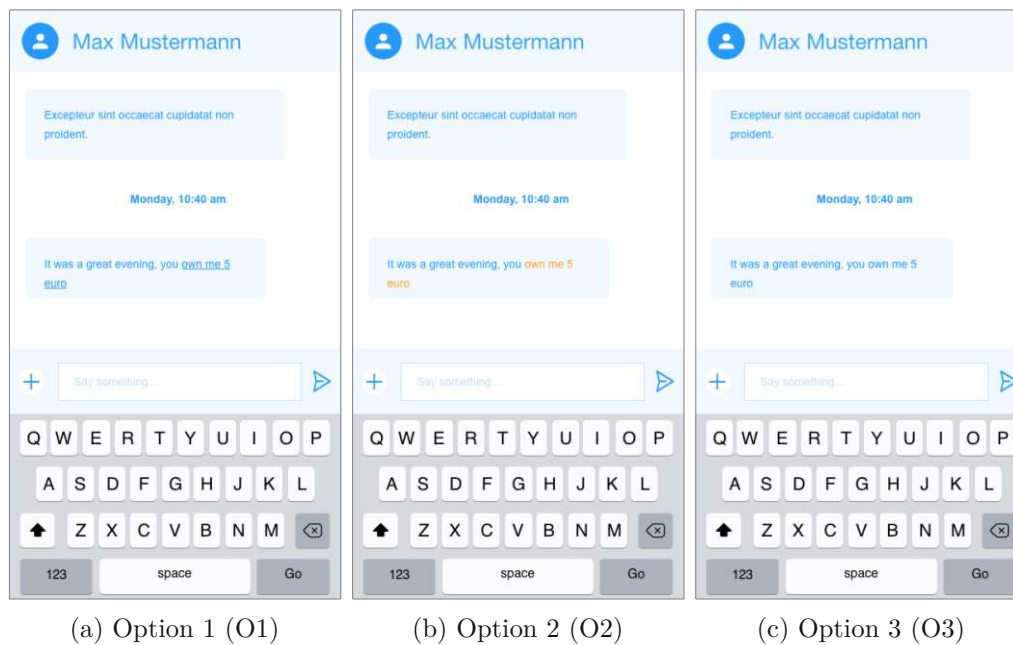 Max Mustermann
Excepteur sint occaecat cupidatat non
proident.
Monday, 10:40 am
It was a great evening, you own me 5
euro
Say something...
Q W E R T Y U I O P
A S D F G H J K L
Z X C V B N M
123 space Go
(a) Option 1 (O1)
Max Mustermann
Excepteur sint occaecat cupidatat non
proident.
Monday, 10:40 am
It was a great evening, you own me 5
euro
Say something...
Q W E R T Y U I O P
A S D F G H J K L
Z X C V B N M
123 space Go
(b) Option 2 (O2)
Max Mustermann
Excepteur sint occaecat cupidatat non
proident.
Monday, 10:40 am
It was a great evening, you own me 5
euro
Say something...
Q W E R T Y U I O P
A S D F G H J K L
Z X C V B N M
123 space Go
(c) Option 3 (O3)